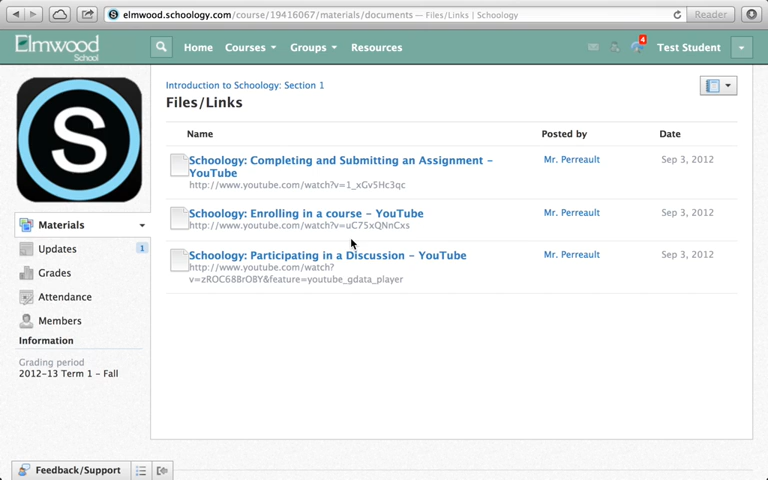 elmwood.schoology.com/course/19416067/materials/documents — Files/Links | Schoology
Reader
Elmwood
School
Home Courses Groups Resources
4
Test Student
S
Introduction to Schoology: Section 1
Files/Links
Name Posted by Date
Schoology: Completing and Submitting an Assignment –
YouTube
http://www.youtube.com/watch?v=1_xGv5Hc3qc
Mr. Perreault Sep 3, 2012
Schoology: Enrolling in a course – YouTube
http://www.youtube.com/watch?v=uC75xQNnCxs
Mr. Perreault Sep 3, 2012
Schoology: Participating in a Discussion – YouTube
http://www.youtube.com/watch?
v=zROC68BrO8Y&feature=youtube_gdata_player
Mr. Perreault Sep 3, 2012
Materials
Updates 1
Grades
Attendance
Members
Information
Grading period
2012-13 Term 1 - Fall
Feedback/Support